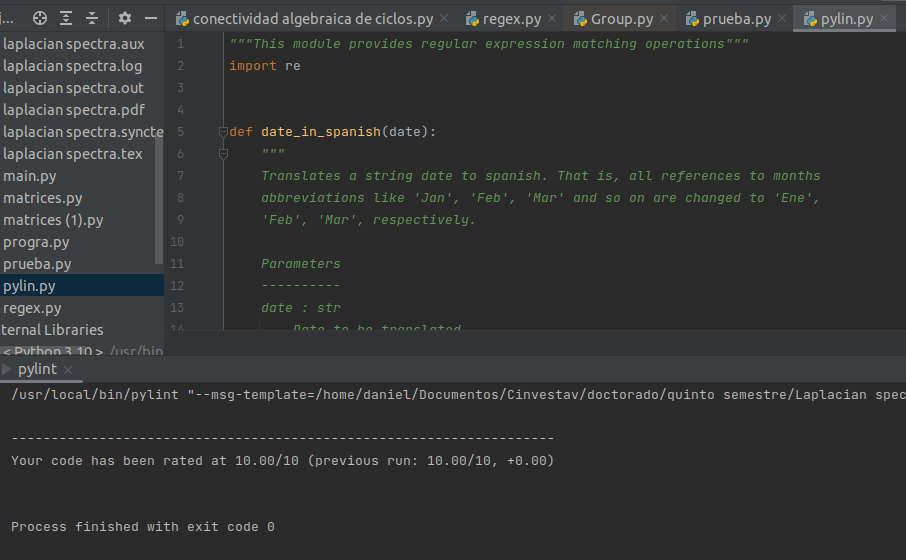 j...
conectividad algebraica de ciclos.py
regex.py
Group.py
prueba.py
pylin.py
laplacian spectra.aux
laplacian spectra.log
laplacian spectra.out
laplacian spectra.pdf
laplacian spectra.syncte
laplacian spectra.tex
main.py
matrices.py
matrices (1).py
progra.py
prueba.py
pylin.py
regex.py
ternal Libraries
< Python 3.10 > /usr/bin
1 """This module provides regular expression matching operations"""
2 import re
3
4
5 def date_in_spanish(date):
6 """
7 Translates a string date to spanish. That is, all references to months
8 abbreviations like 'Jan', 'Feb', 'Mar' and so on are changed to 'Ene',
9 'Feb', 'Mar', respectively.
10
11 Parameters
12 ----------
13 date : str
14 Date to be translated
pylint
/usr/local/bin/pylint "--msg-template=/home/daniel/Documentos/Cinvestav/doctorado/quinto semestre/Laplacian spec
--------------------------------------------------------------------
Your code has been rated at 10.00/10 (previous run: 10.00/10, +0.00)
Process finished with exit code 0